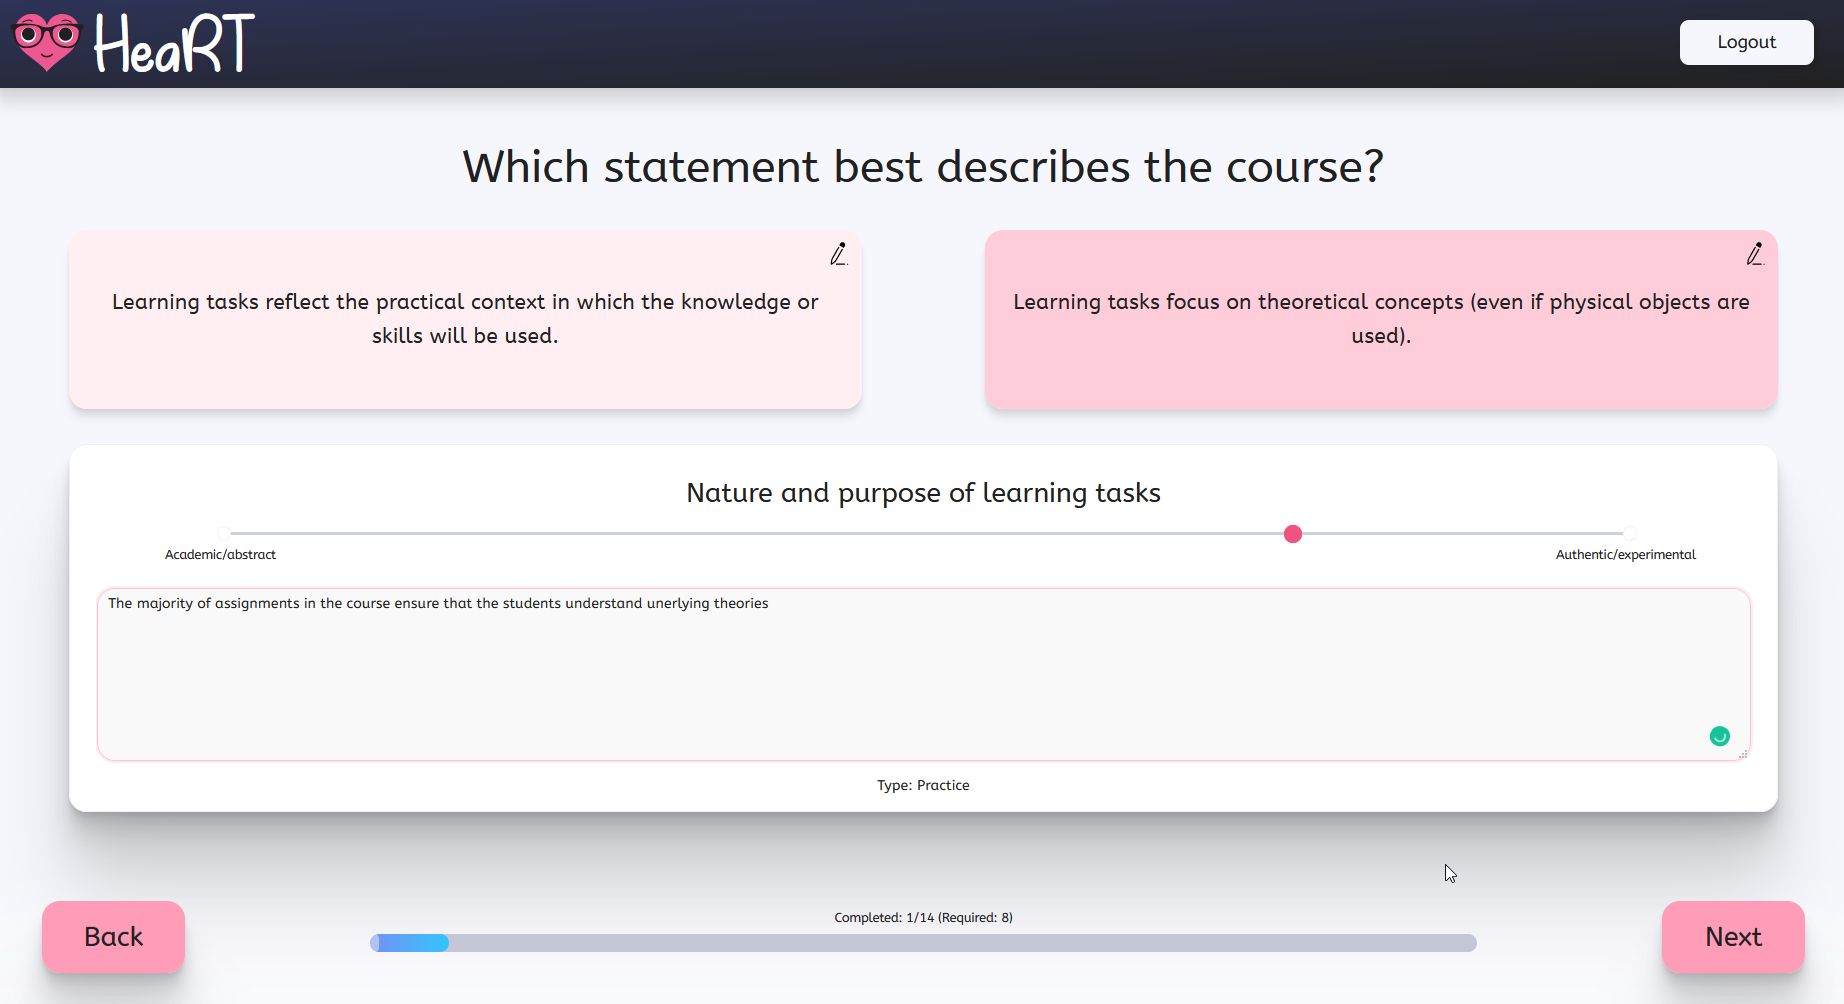 HeaRT
Logout
Which statement best describes the course?
Learning tasks reflect the practical context in which the knowledge or
skills will be used.
Learning tasks focus on theoretical concepts (even if physical objects are
used).
Nature and purpose of learning tasks
Academic/abstract
Authentic/experimental
The majority of assignments in the course ensure that the students understand unerlying theories
Type: Practice
Back
Completed: 1/14 (Required: 8)
Next